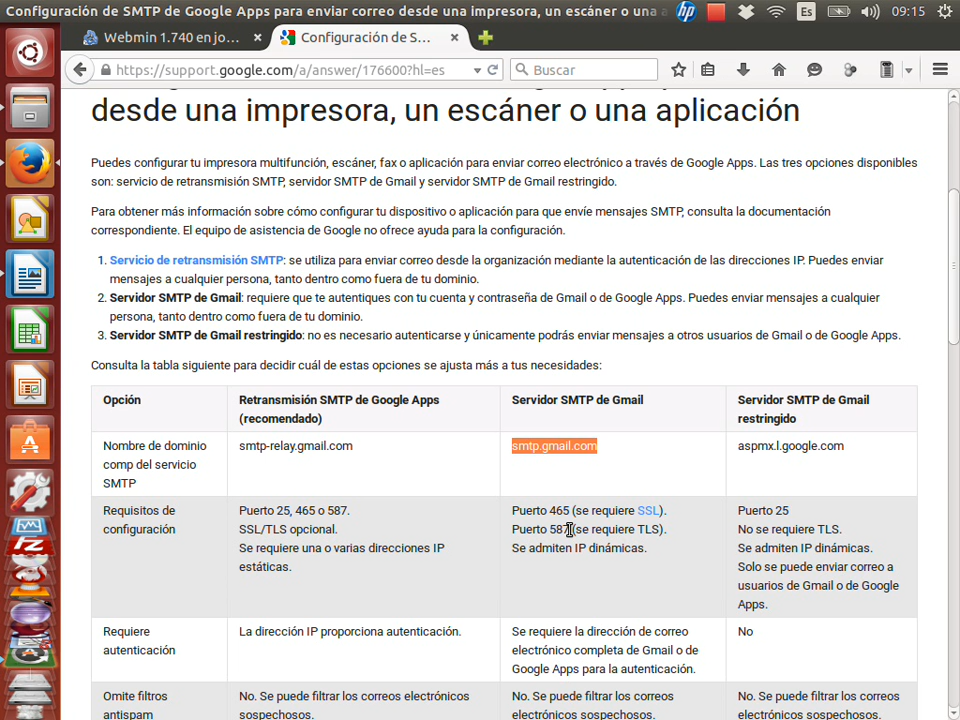 Configuración de SMTP de Google Apps para enviar correo desde una impresora, un escáner o una a
Es
09:15
Webmin 1.740 en jo...
Configuración de S...
https://support.google.com/a/answer/176600?hl=es
Buscar
desde una impresora, un escáner o una aplicación
Puedes configurar tu impresora multifunción, escáner, fax o aplicación para enviar correo electrónico a través de Google Apps. Las tres opciones disponibles
son: servicio de retransmisión SMTP, servidor SMTP de Gmail y servidor SMTP de Gmail restringido.
Para obtener más información sobre cómo configurar tu dispositivo o aplicación para que envíe mensajes SMTP, consulta la documentación
correspondiente. El equipo de asistencia de Google no ofrece ayuda para la configuración.
1. Servicio de retransmisión SMTP: se utiliza para enviar correo desde la organización mediante la autenticación de las direcciones IP. Puedes enviar
mensajes a cualquier persona, tanto dentro como fuera de tu dominio.
2. Servidor SMTP de Gmail: requiere que te autentiques con tu cuenta y contraseña de Gmail o de Google Apps. Puedes enviar mensajes a cualquier
persona, tanto dentro como fuera de tu dominio.
3. Servidor SMTP de Gmail restringido: no es necesario autenticarse y únicamente podrás enviar mensajes a otros usuarios de Gmail o de Google Apps.
Consulta la tabla siguiente para decidir cuál de estas opciones se ajusta más a tus necesidades:
Opción
Retransmisión SMTP de Google Apps
(recomendado)
Servidor SMTP de Gmail
Servidor SMTP de Gmail
restringido
Nombre de dominio
comp del servicio
SMTP
smtp-relay.gmail.com
smtp.gmail.com
aspmx.l.google.com
Requisitos de
configuración
Puerto 25, 465 o 587.
SSL/TLS opcional.
Se requiere una o varias direcciones IP
estáticas.
Puerto 465 (se requiere SSL).
Puerto 587 (se requiere TLS).
Se admiten IP dinámicas.
Puerto 25
No se requiere TLS.
Se admiten IP dinámicas.
Solo se puede enviar correo a
usuarios de Gmail o de Google
Apps.
Requiere
autenticación
La dirección IP proporciona autenticación.
Se requiere la dirección de correo
electrónico completa de Gmail o de
Google Apps para la autenticación.
No
Omite filtros
antispam
No. Se puede filtrar los correos electrónicos
sospechosos.
No. Se puede filtrar los correos
electrónicos sospechosos.
No. Se puede filtrar los correos
electrónicos sospechosos.